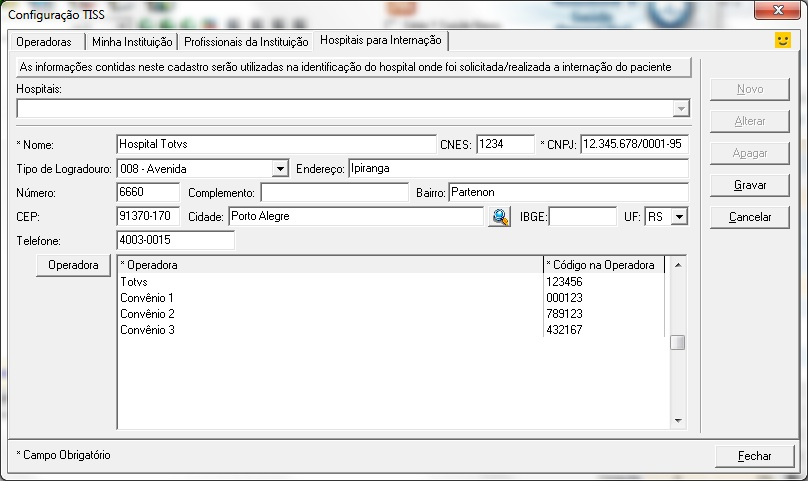 Configuração TISS
Operadoras Minha Instituição Profissionais da Instituição Hospitais para Internação
As informações contidas neste cadastro serão utilizadas na identificação do hospital onde foi solicitada/realizada a internação do paciente
Hospitais:
Novo
Alterar
Apagar
Gravar
Cancelar
* Nome: Hospital Totvs CNES: 1234 * CNPJ: 12.345.678/0001-95
Tipo de Logradouro: 008 - Avenida Endereço: Ipiranga
Número: 6660 Complemento: Bairro: Partenon
CEP: 91370-170 Cidade: Porto Alegre IBGE: UF: RS
Telefone: 4003-0015
Operadora
* Operadora * Código na Operadora
Totvs 123456
Convênio 1 000123
Convênio 2 789123
Convênio 3 432167
* Campo Obrigatório
Fechar